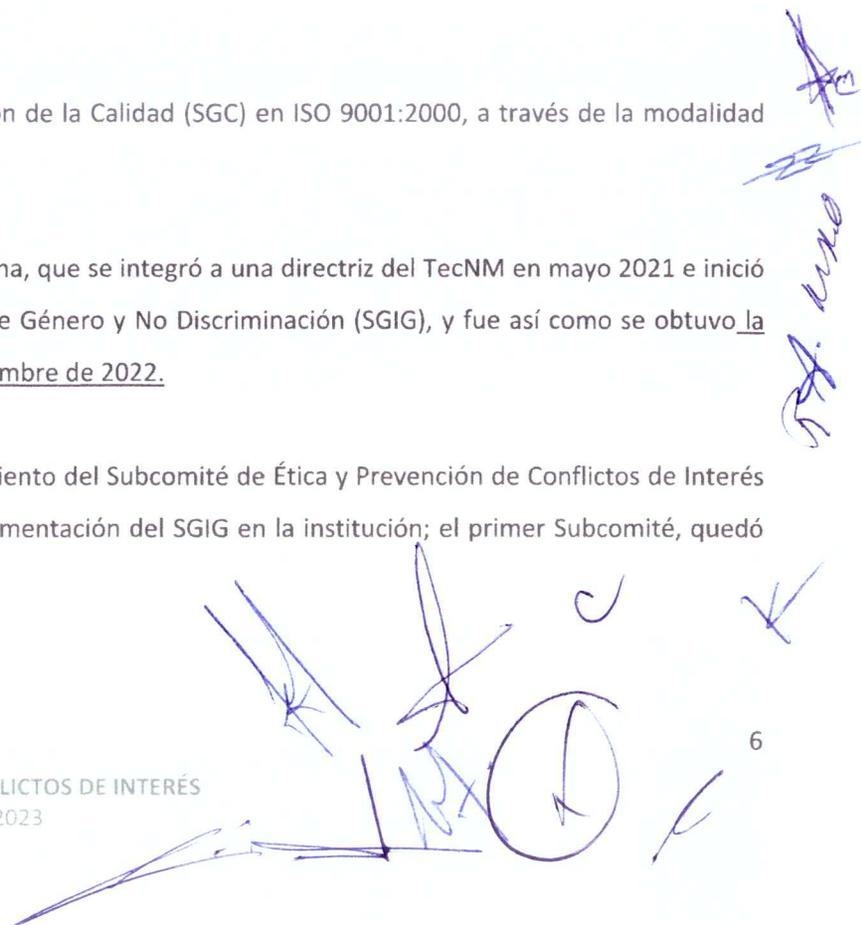 n de la Calidad (SGC) en ISO 9001:2000, a través de la modalidad
na, que se integró a una directriz del TecNM en mayo 2021 e inició
e Género y No Discriminación (SGIG), y fue así como se obtuvo la
mbre de 2022.
iento del Subcomité de Ética y Prevención de Conflictos de Interés
mentación del SGIG en la institución; el primer Subcomité, quedó
6
LICTOS DE INTERÉS
2023